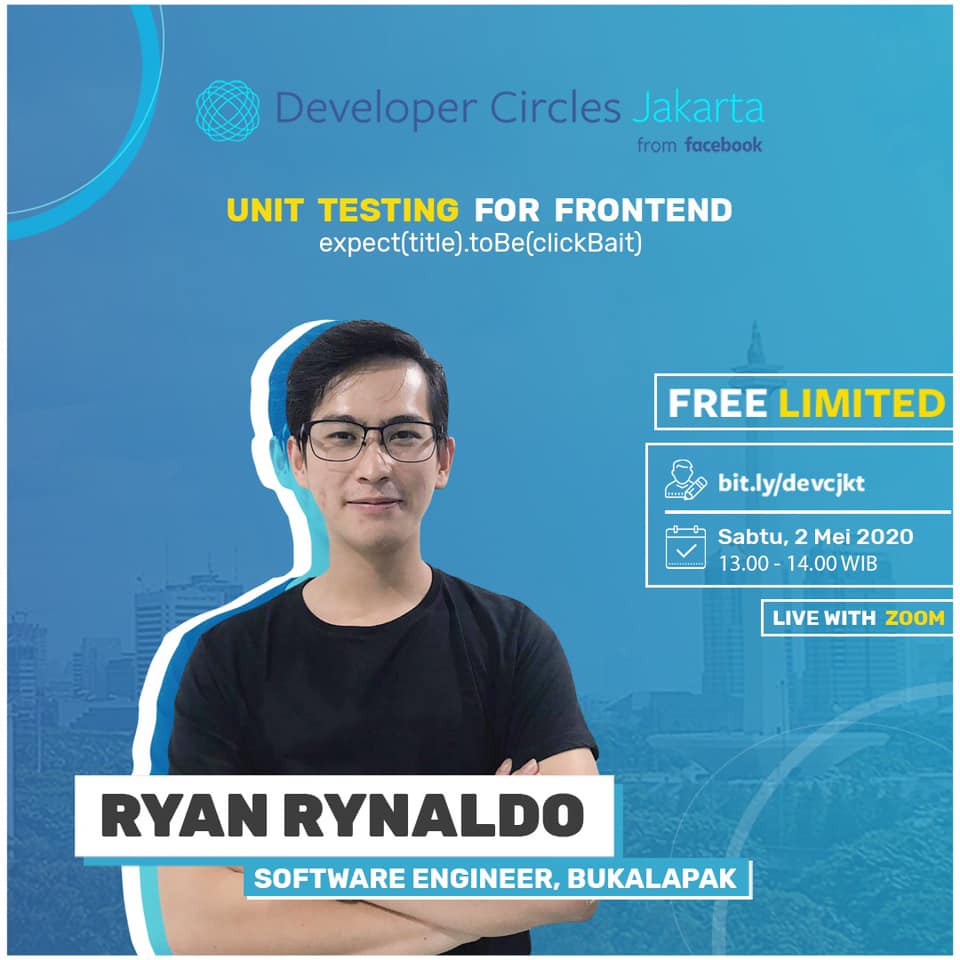 Developer Circles Jakarta
from facebook
UNIT TESTING FOR FRONTEND
expect(title).toBe(clickBait)
FREE LIMITED
bit.ly/devcjkt
Sabtu, 2 Mei 2020
13.00 - 14.00 WIB
LIVE WITH ZOOM
RYAN RYNALDO
SOFTWARE ENGINEER, BUKALAPAK